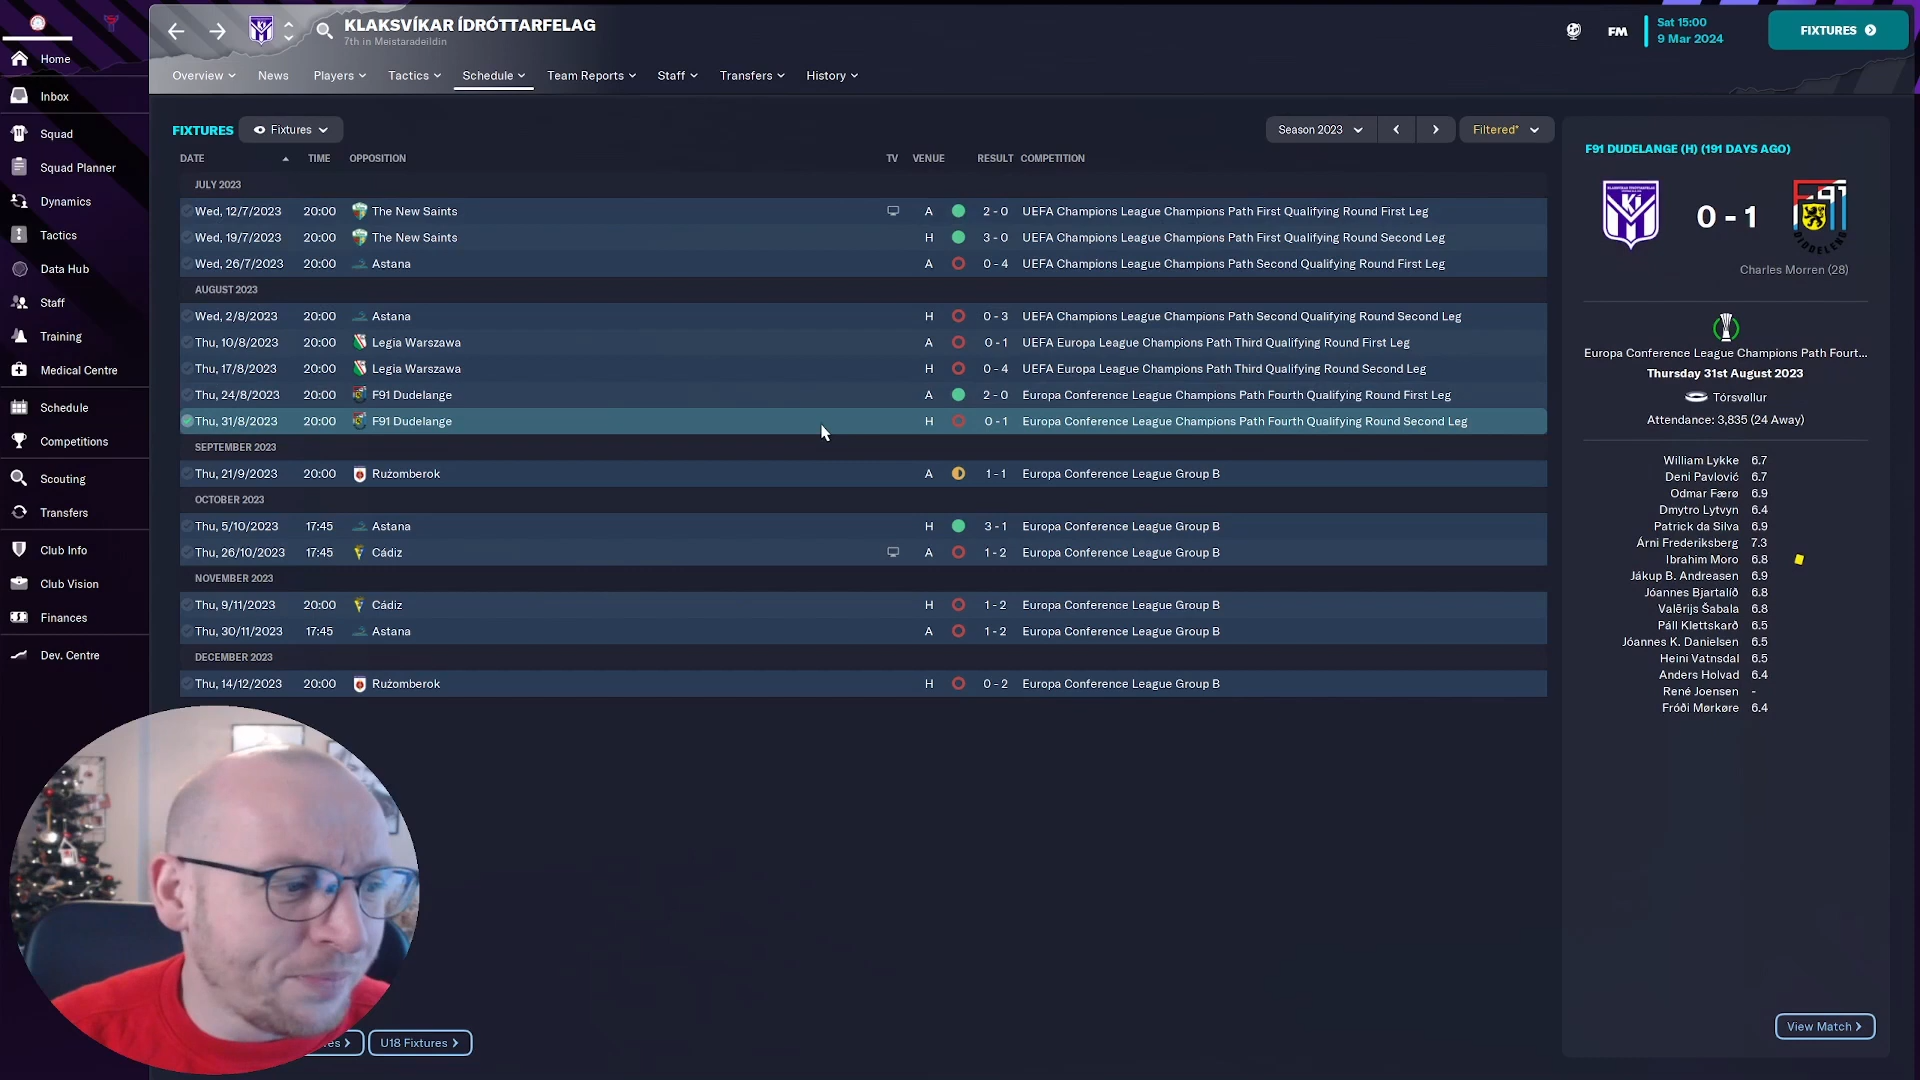 KLAKSVÍKAR ÍDRÓTTARFELAG
7th in Meistaradeildin
FM
Sat 15:00
9 Mar 2024
FIXTURES
Overview News Players Tactics Schedule Team Reports Staff Transfers History
Home
Inbox
Squad
Squad Planner
Dynamics
Tactics
Data Hub
Staff
Training
Medical Centre
Schedule
Competitions
Scouting
Transfers
Club Info
Club Vision
Finances
Dev. Centre
FIXTURES Fixtures Season 2023 Filtered*
DATE TIME OPPOSITION TV VENUE RESULT COMPETITION
JULY 2023
Wed, 12/7/2023 20:00 The New Saints A 2 - 0 UEFA Champions League Champions Path First Qualifying Round First Leg
Wed, 19/7/2023 20:00 The New Saints H 3 - 0 UEFA Champions League Champions Path First Qualifying Round Second Leg
Wed, 26/7/2023 20:00 Astana A 0 - 4 UEFA Champions League Champions Path Second Qualifying Round First Leg
AUGUST 2023
Wed, 2/8/2023 20:00 Astana H 0 - 3 UEFA Champions League Champions Path Second Qualifying Round Second Leg
Thu, 10/8/2023 20:00 Legia Warszawa A 0 - 1 UEFA Europa League Champions Path Third Qualifying Round First Leg
Thu, 17/8/2023 20:00 Legia Warszawa H 0 - 4 UEFA Europa League Champions Path Third Qualifying Round Second Leg
Thu, 24/8/2023 20:00 F91 Dudelange A 2 - 0 Europa Conference League Champions Path Fourth Qualifying Round First Leg
Thu, 31/8/2023 20:00 F91 Dudelange H 0 - 1 Europa Conference League Champions Path Fourth Qualifying Round Second Leg
SEPTEMBER 2023
Thu, 21/9/2023 20:00 Rużomberok A 1 - 1 Europa Conference League Group B
OCTOBER 2023
Thu, 5/10/2023 17:45 Astana H 3 - 1 Europa Conference League Group B
Thu, 26/10/2023 17:45 Cádiz A 1 - 2 Europa Conference League Group B
NOVEMBER 2023
Thu, 9/11/2023 20:00 Cádiz H 1 - 2 Europa Conference League Group B
Thu, 30/11/2023 17:45 Astana A 1 - 2 Europa Conference League Group B
DECEMBER 2023
Thu, 14/12/2023 20:00 Rużomberok H 0 - 2 Europa Conference League Group B
U18 Fixtures
F91 DUDELANGE (H) (191 DAYS AGO)
0 - 1
Charles Morren (28)
Europa Conference League Champions Path Fourt...
Thursday 31st August 2023
Tórsvøllur
Attendance: 3,835 (24 Away)
William Lykke 6.7
Deni Pavlović 6.7
Odmar Færø 6.9
Dmytro Lytvyn 6.4
Patrick da Silva 6.9
Árni Frederiksberg 7.3
Ibrahim Moro 6.8
Jákup B. Andreasen 6.9
Jóannes Bjartalíð 6.8
Valērijs Šabala 6.8
Páll Klettskarð 6.5
Jóannes K. Danielsen 6.5
Heini Vatnsdal 6.5
Anders Holvad 6.4
René Joensen -
Fróði Mørkøre 6.4
View Match